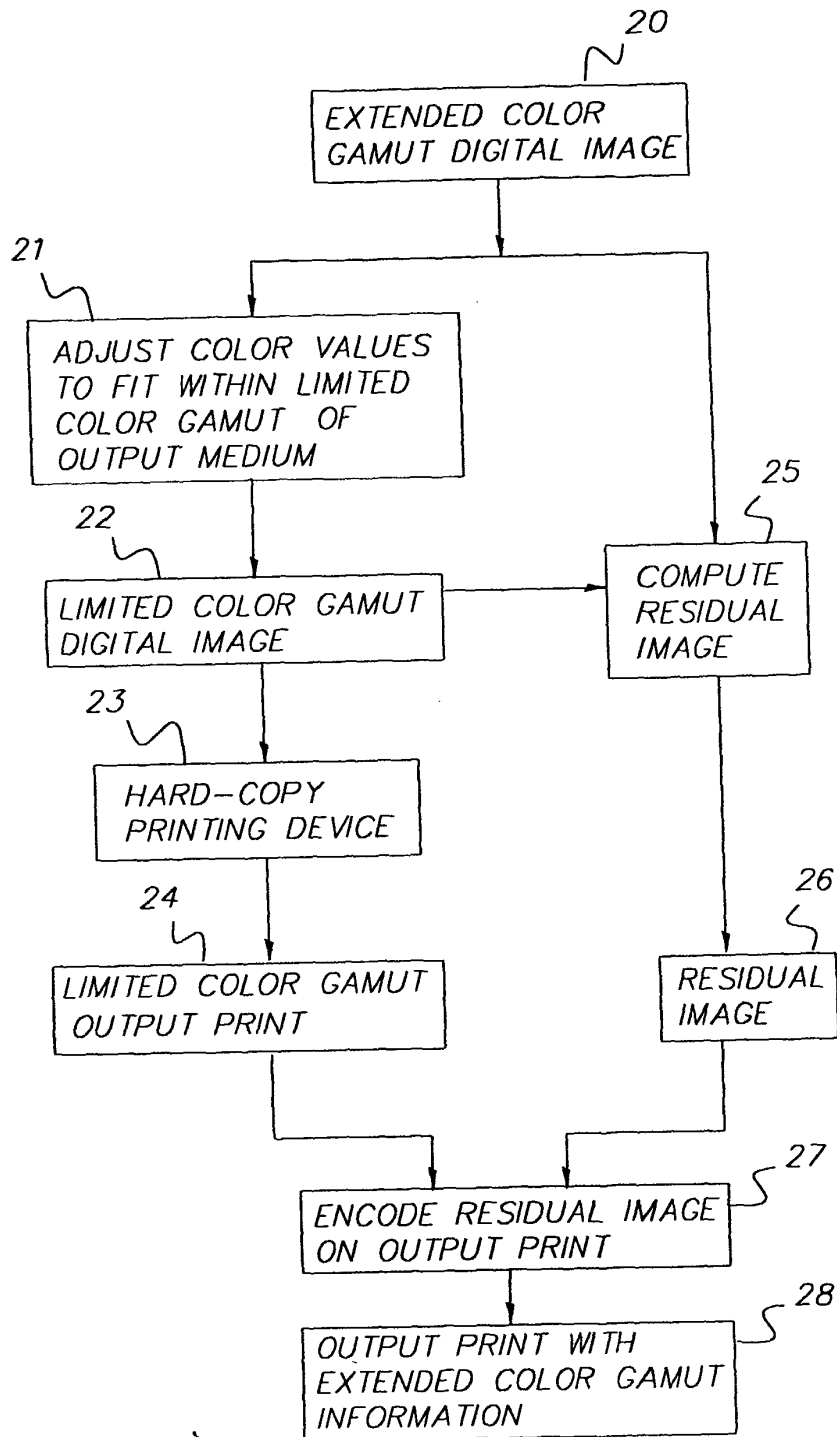 20
EXTENDED COLOR
GAMUT DIGITAL IMAGE
21
ADJUST COLOR VALUES
TO FIT WITHIN LIMITED
COLOR GAMUT OF
OUTPUT MEDIUM
22
LIMITED COLOR GAMUT
DIGITAL IMAGE
25
COMPUTE
RESIDUAL
IMAGE
23
HARD-COPY
PRINTING DEVICE
24
LIMITED COLOR GAMUT
OUTPUT PRINT
26
RESIDUAL
IMAGE
27
ENCODE RESIDUAL IMAGE
ON OUTPUT PRINT
28
OUTPUT PRINT WITH
EXTENDED COLOR GAMUT
INFORMATION